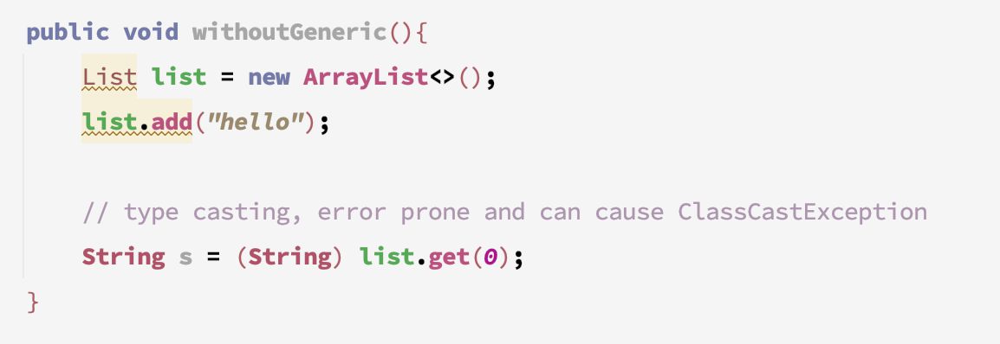 public void withoutGeneric(){
    List list = new ArrayList<>();
    list.add("hello");

    // type casting, error prone and can cause ClassCastException
    String s = (String) list.get(0);
}